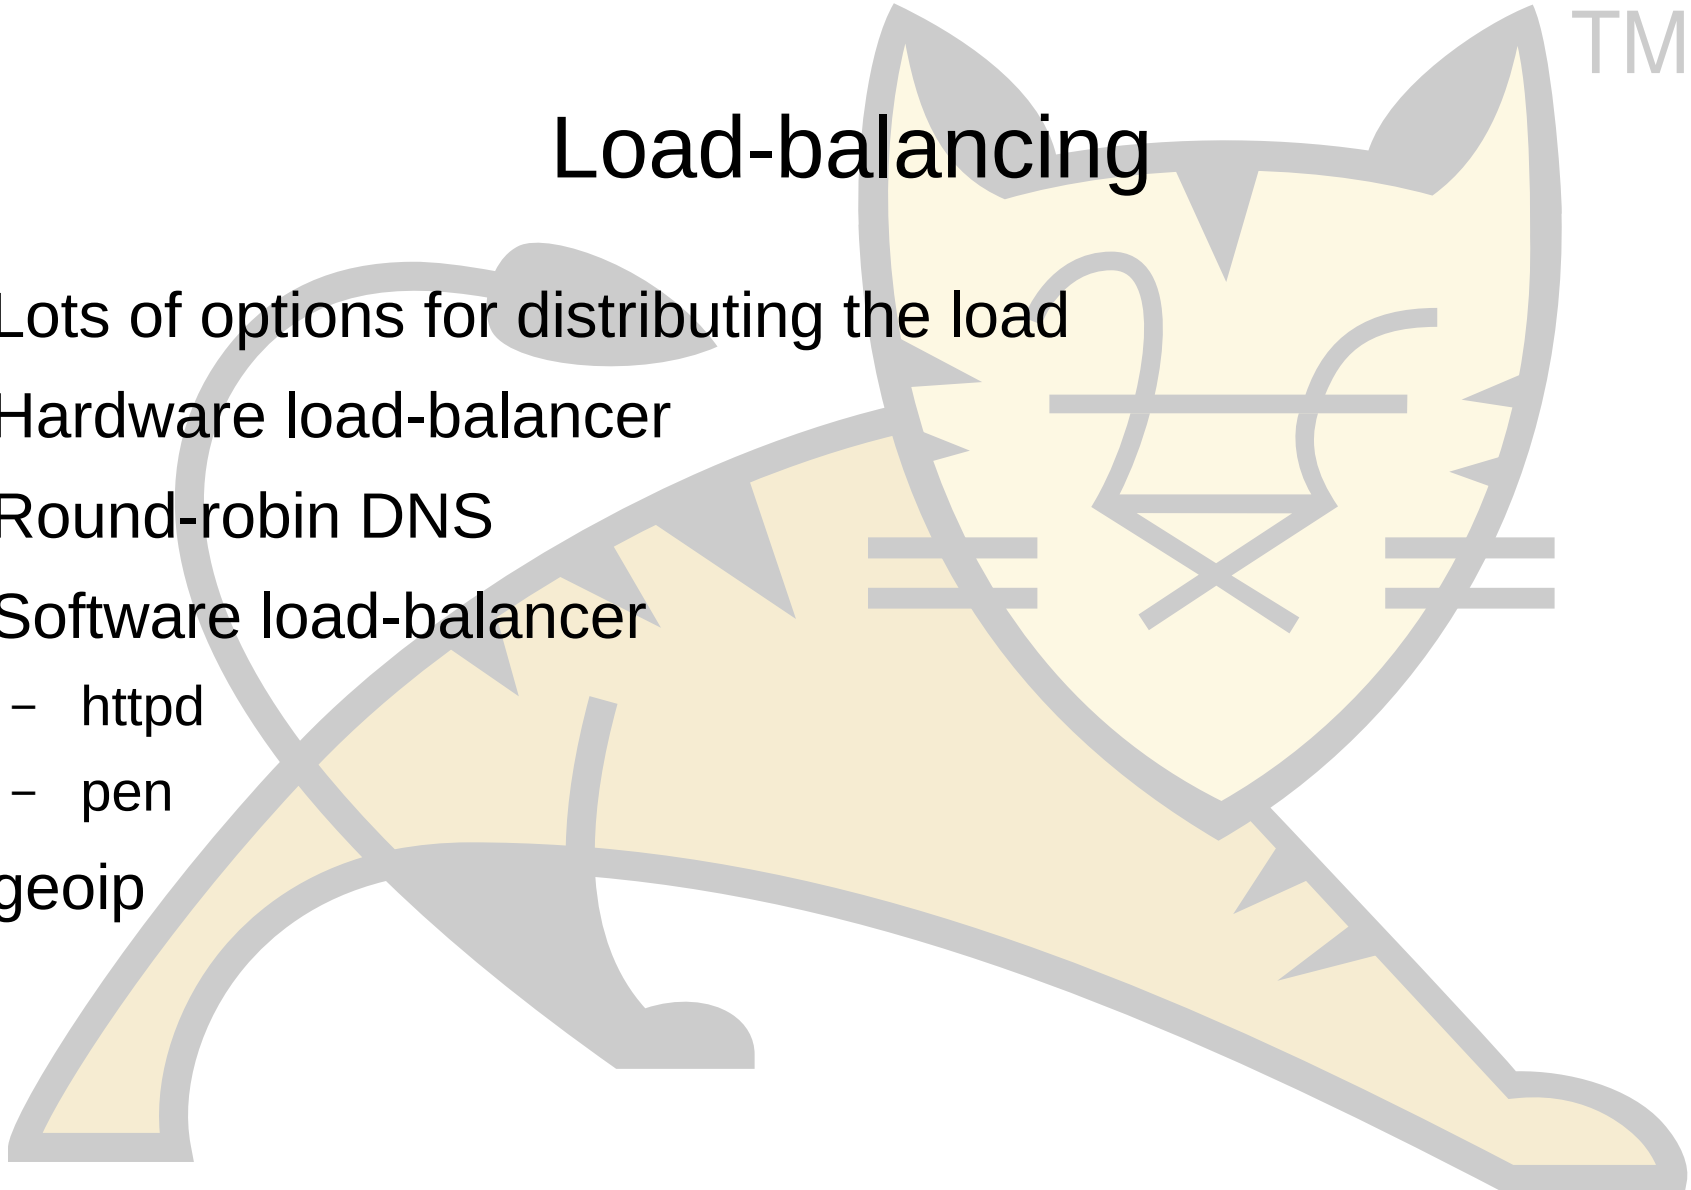 TM
Load-balancing
Lots of options for distributing the load
Hardware load-balancer
Round-robin DNS
Software load-balancer
– httpd
– pen
geoip